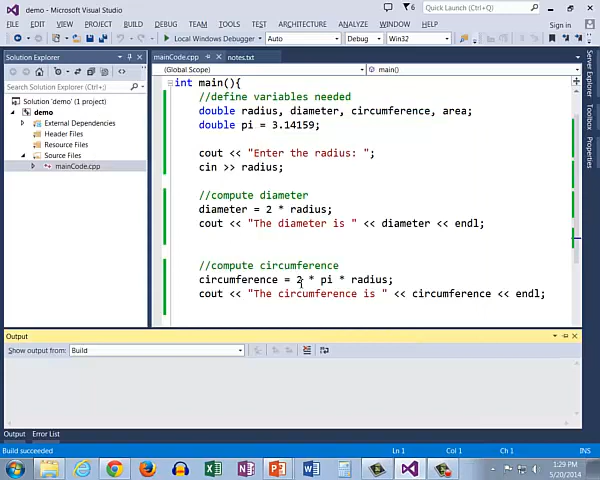 demo - Microsoft Visual Studio
6
Quick Launch (Ctrl+Q)
FILE EDIT VIEW PROJECT BUILD DEBUG TEAM TOOLS TEST ARCHITECTURE ANALYZE WINDOW HELP
Sign in
Local Windows Debugger Auto Debug Win32
Solution Explorer
mainCode.cpp notes.txt
(Global Scope) main()
Search Solution Explorer (Ctrl+;)
Solution 'demo' (1 project)
demo
External Dependencies
Header Files
Resource Files
Source Files
mainCode.cpp
int main(){
//define variables needed
double radius, diameter, circumference, area;
double pi = 3.14159;
cout << "Enter the radius: ";
cin >> radius;
//compute diameter
diameter = 2 * radius;
cout << "The diameter is " << diameter << endl;
//compute circumference
circumference = 2 * pi * radius;
cout << "The circumference is " << circumference << endl;
Server Explorer
Toolbox
Properties
Output
Show output from: Build
Output Error List
Build succeeded
Ln 1 Col 1 Ch 1 INS
1:29 PM
5/20/2014